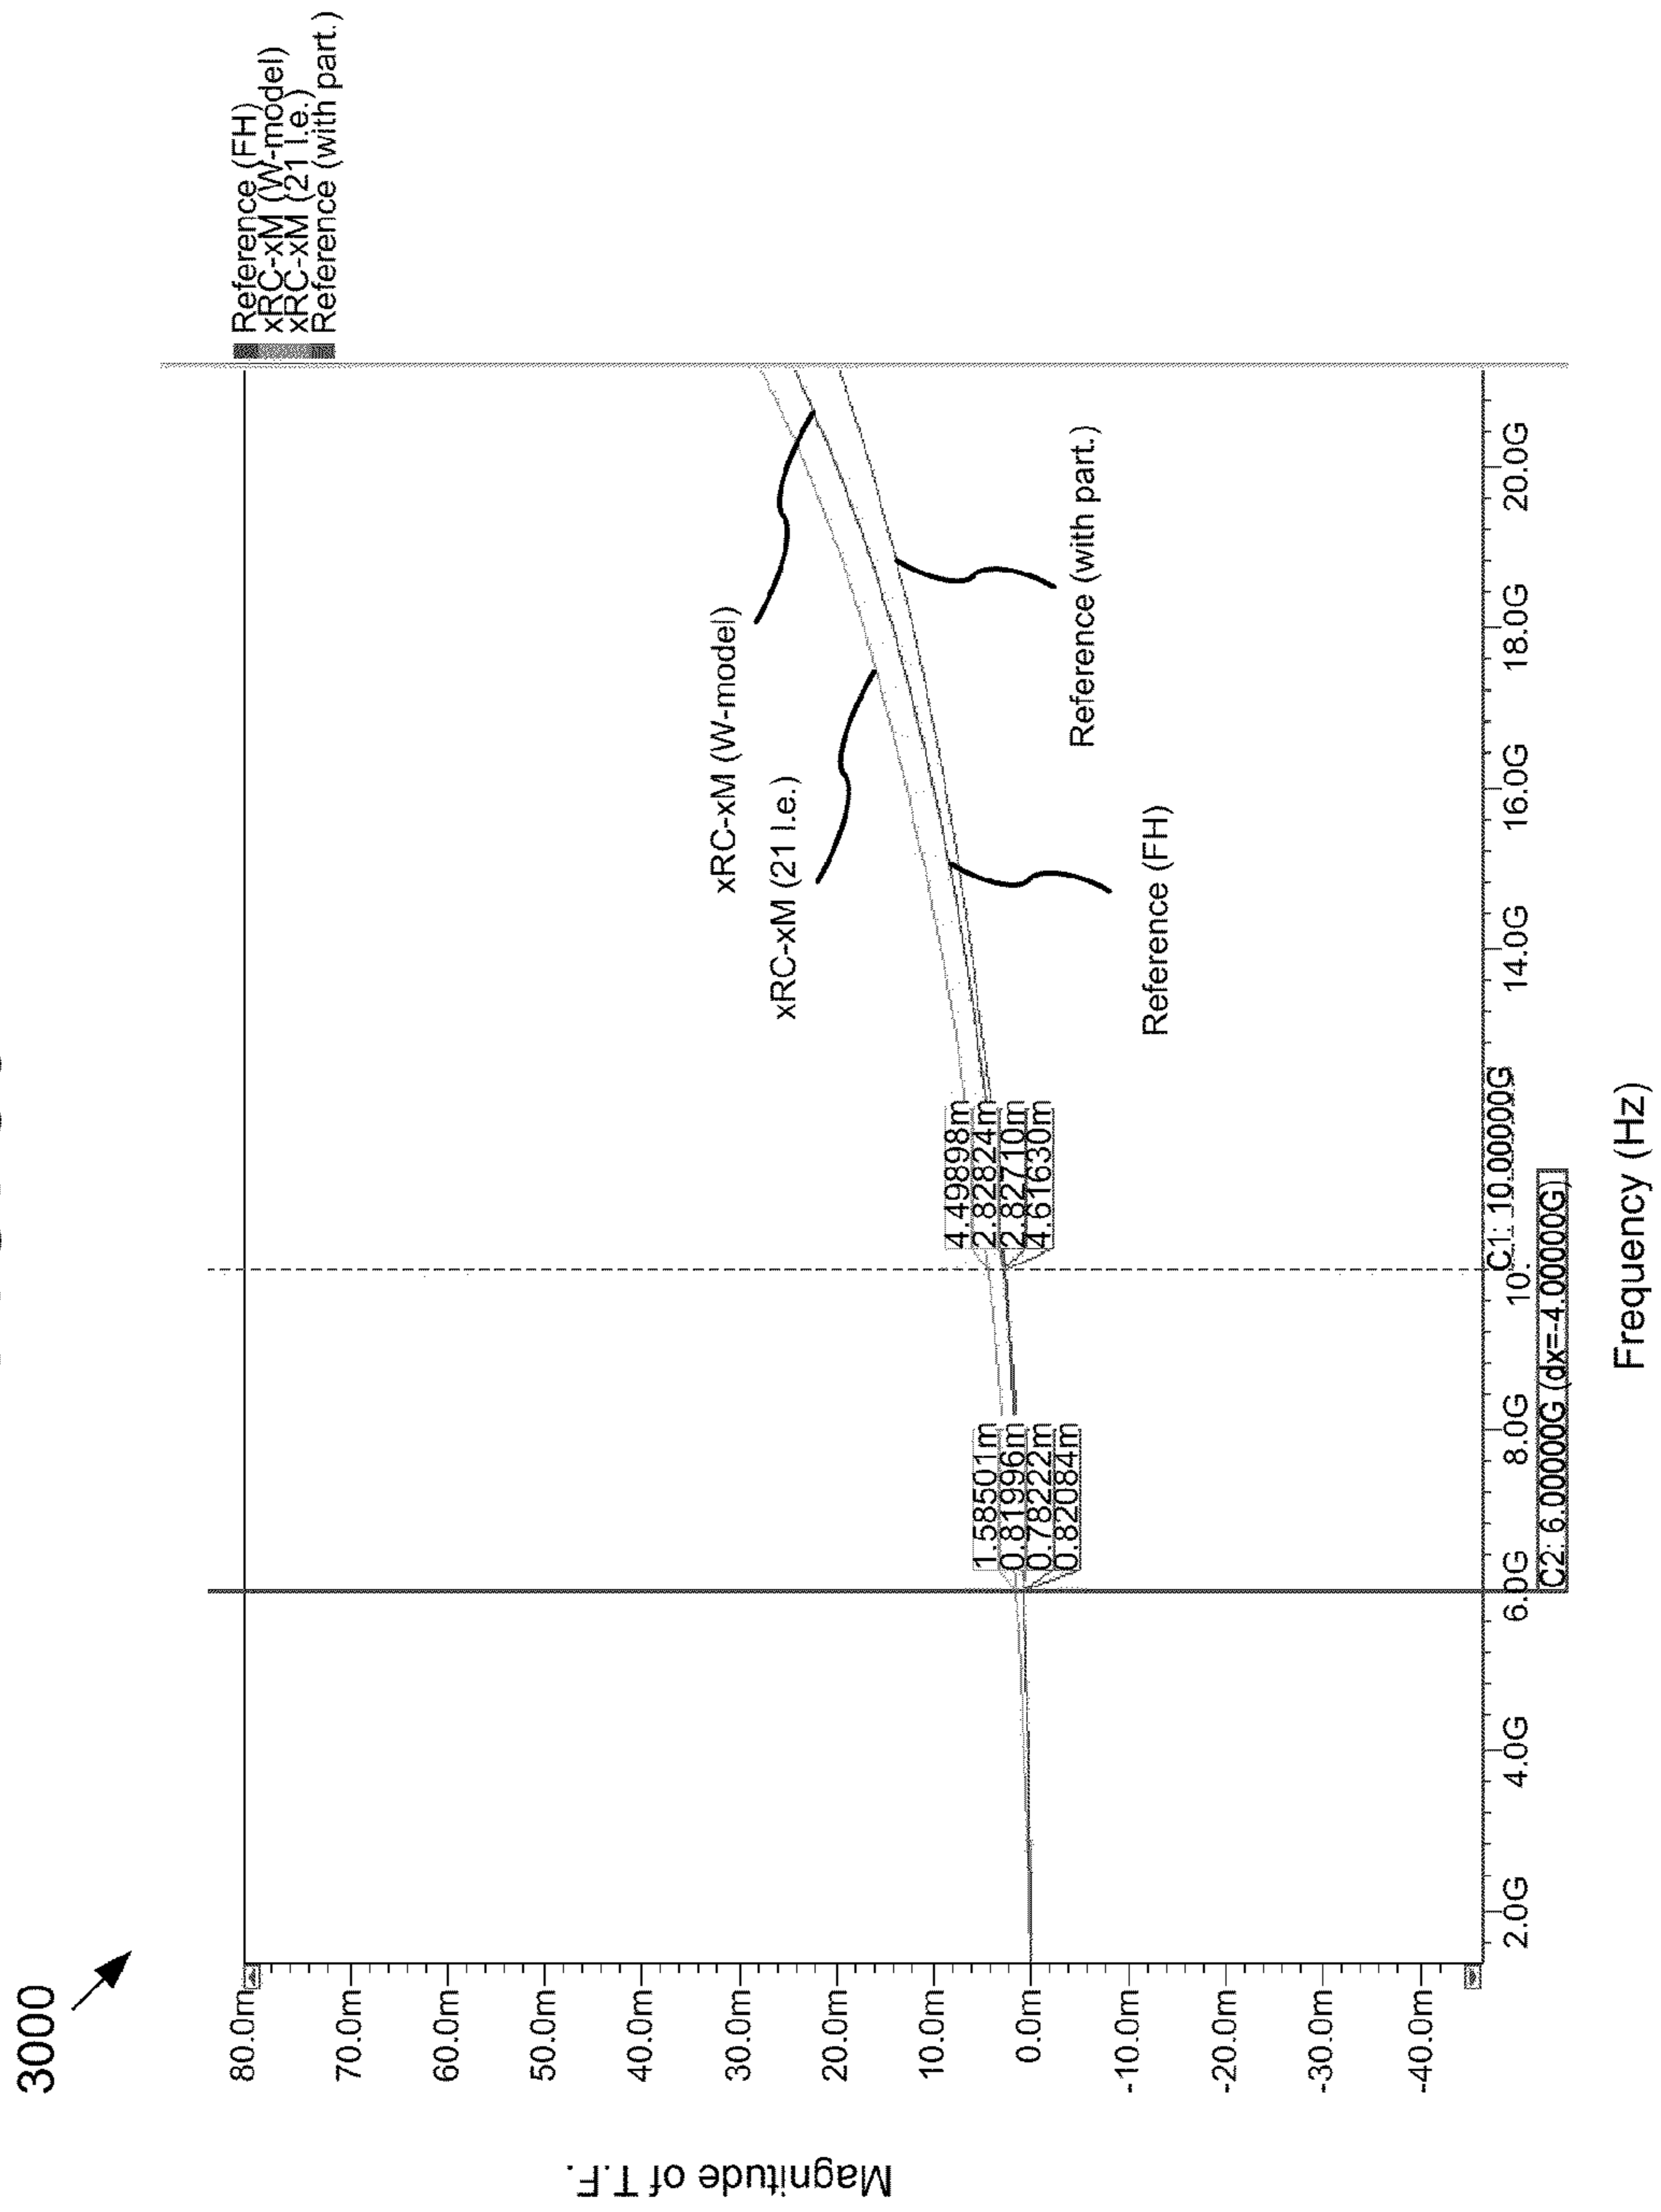 3000
Reference (FH)
xRC-xM (W-model)
xRC-xM (21 l.e.)
Reference (with part.)
Magnitude of T.F.
80.0m
70.0m
60.0m
50.0m
40.0m
30.0m
20.0m
10.0m
0.0m
-10.0m
-20.0m
-30.0m
-40.0m
xRC-xM (W-model)
xRC-xM (21 l.e.)
Reference (with part.)
Reference (FH)
4.49898m
2.82824m
2.82710m
4.61630m
1.58501m
0.81996m
0.78222m
0.82084m
2.0G
4.0G
6.0G
8.0G
10.
14.0G
16.0G
18.0G
20.0G
C1: 10.00000G
C2: 6.00000G (dx=-4.00000G)
Frequency (Hz)